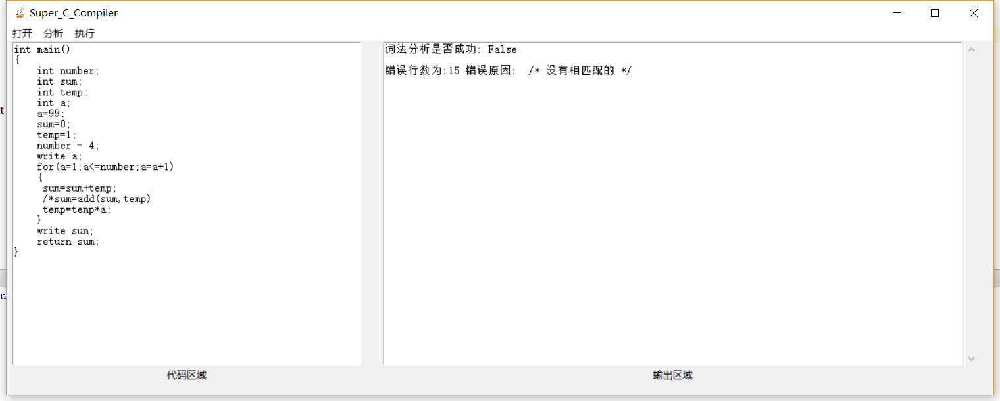 Super_C_Compiler
打开 分析 执行
int main()
{
int number;
int sum;
int temp;
int a;
a=99;
sum=0;
temp=1;
number = 4;
write a;
for(a=1;a<=number;a=a+1)
{
sum=sum+temp;
/*sum=add(sum,temp)
temp=temp*a;
}
write sum;
return sum;
}
代码区域
词法分析是否成功: False
错误行数为:15 错误原因: /* 没有相匹配的 */
输出区域
t
n